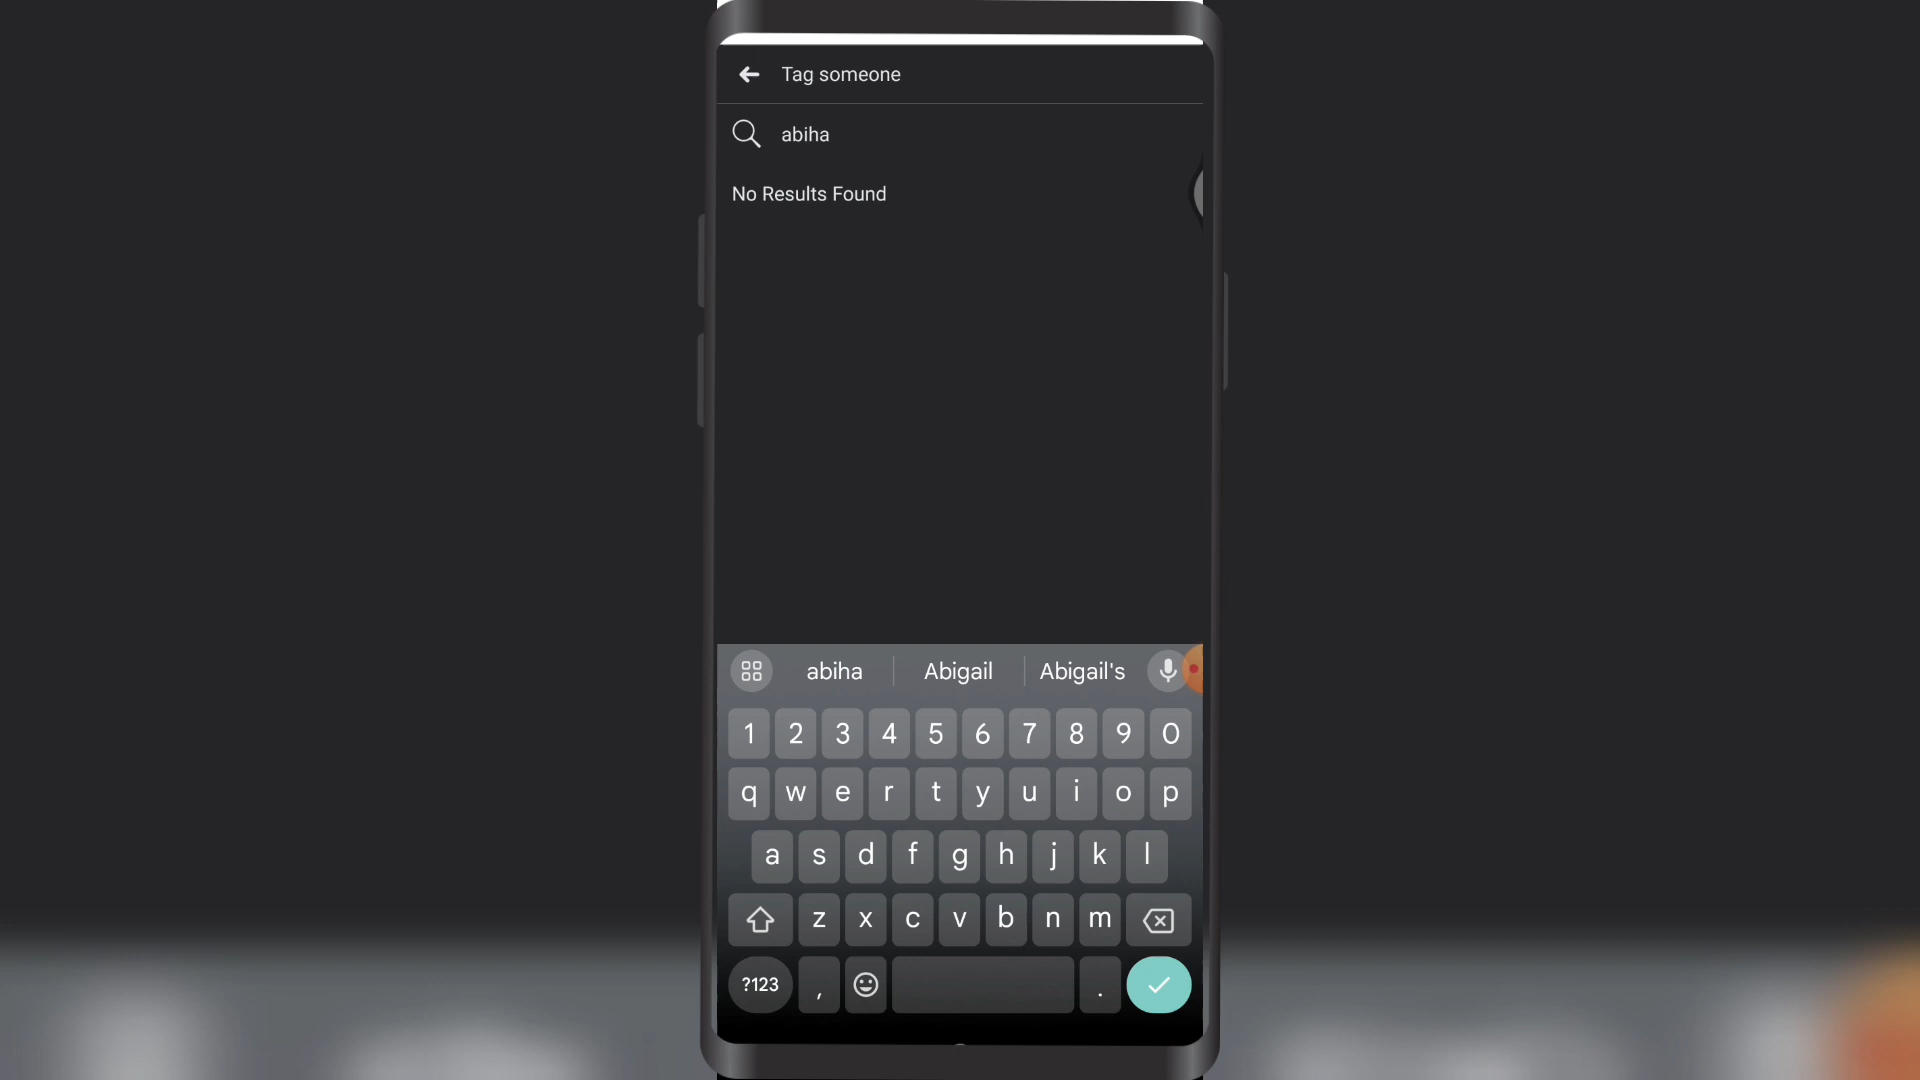 Tag someone
abiha
No Results Found
abiha Abigail Abigail's
1 2 3 4 5 6 7 8 9 0
q w e r t y u i o p
a s d f g h j k l
z x c v b n m
?123 , .